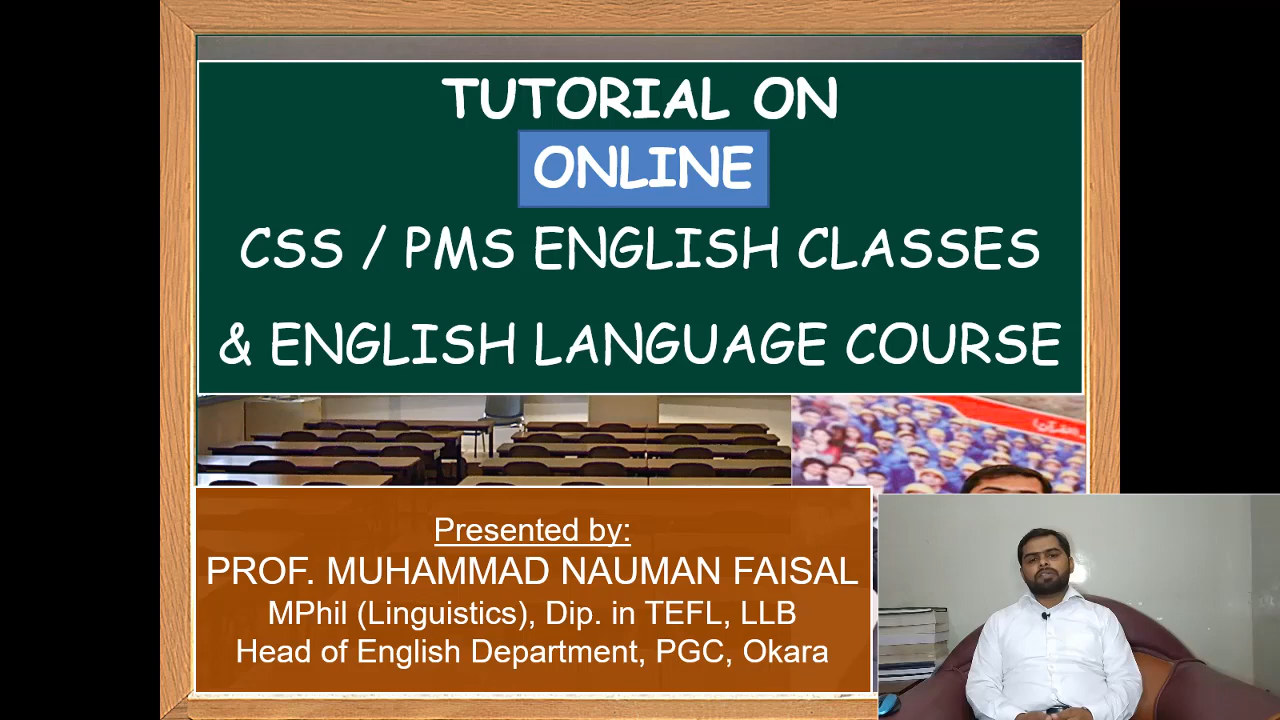 TUTORIAL ON
ONLINE
CSS / PMS ENGLISH CLASSES
& ENGLISH LANGUAGE COURSE
Presented by:
PROF. MUHAMMAD NAUMAN FAISAL
MPhil (Linguistics), Dip. in TEFL, LLB
Head of English Department, PGC, Okara